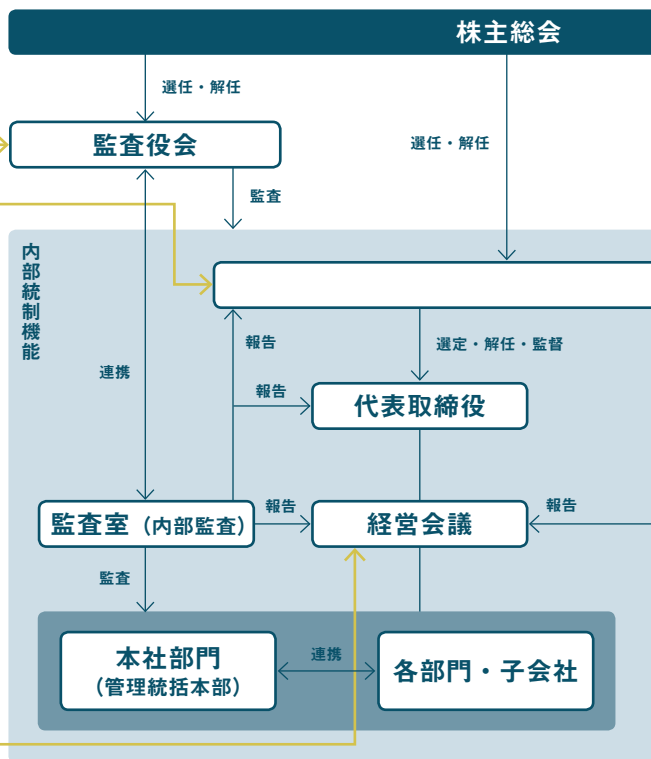 株主総会
選任・解任
監査役会
選任・解任
監査
内部統制機能
報告
選定・解任・監督
連携
報告
代表取締役
監査室（内部監査）
報告
経営会議
報告
監査
本社部門
（管理統括本部）
連携
各部門・子会社